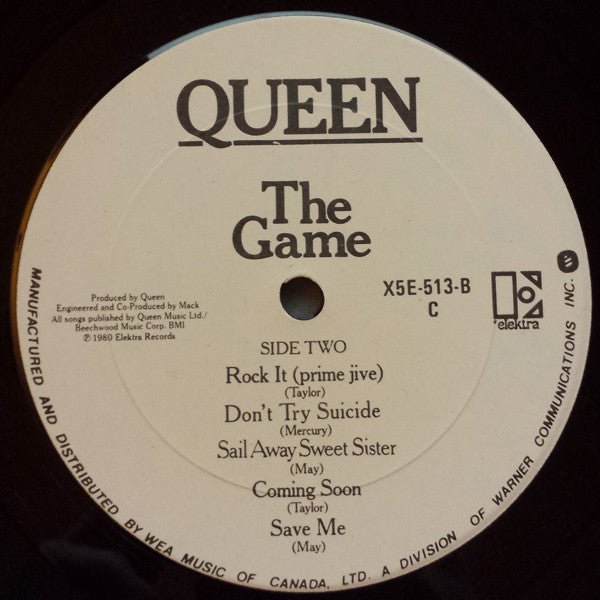 QUEEN
The
Game
Produced by Queen
Engineered and Co-Produced by Mack
All songs published by Queen Music Ltd./
Beechwood Music Corp. BMI
℗ 1980 Elektra Records
X5E-513-B
C
elektra
SIDE TWO
Rock It (prime jive)
(Taylor)
Don't Try Suicide
(Mercury)
Sail Away Sweet Sister
(May)
Coming Soon
(Taylor)
Save Me
(May)
MANUFACTURED AND DISTRIBUTED BY WEA MUSIC OF CANADA, LTD. A DIVISION OF WARNER COMMUNICATIONS INC.